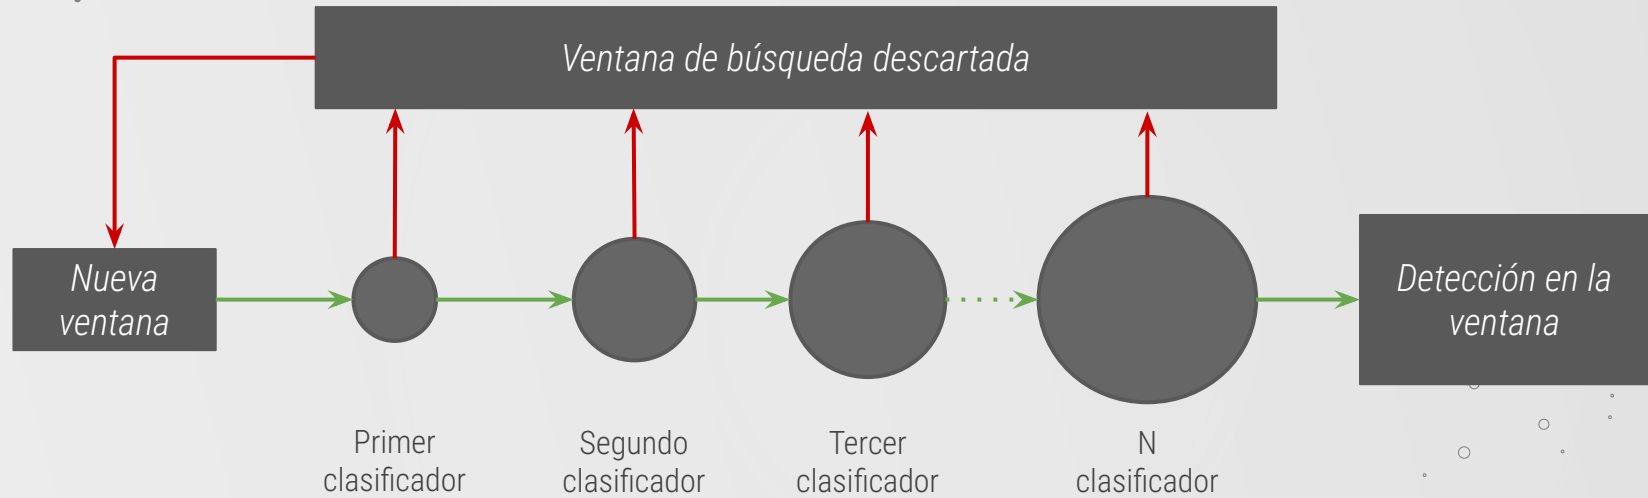 Ventana de búsqueda descartada
Nueva
ventana
Detección en la
ventana
Primer
clasificador
Segundo
clasificador
Tercer
clasificador
N
clasificador